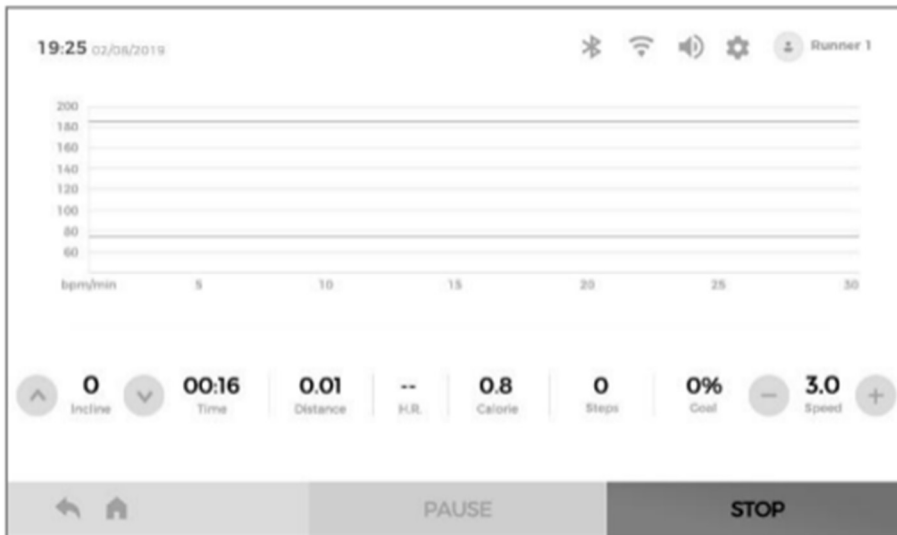 19:25 02/08/2019 Runner 1
200
180
160
140
120
100
80
60
bpm/min 5 10 15 20 25 30
0 00:16 0.01 -- 0.8 0 0% 3.0
Incline Time Distance H.R. Calorie Steps Goal Speed
PAUSE STOP